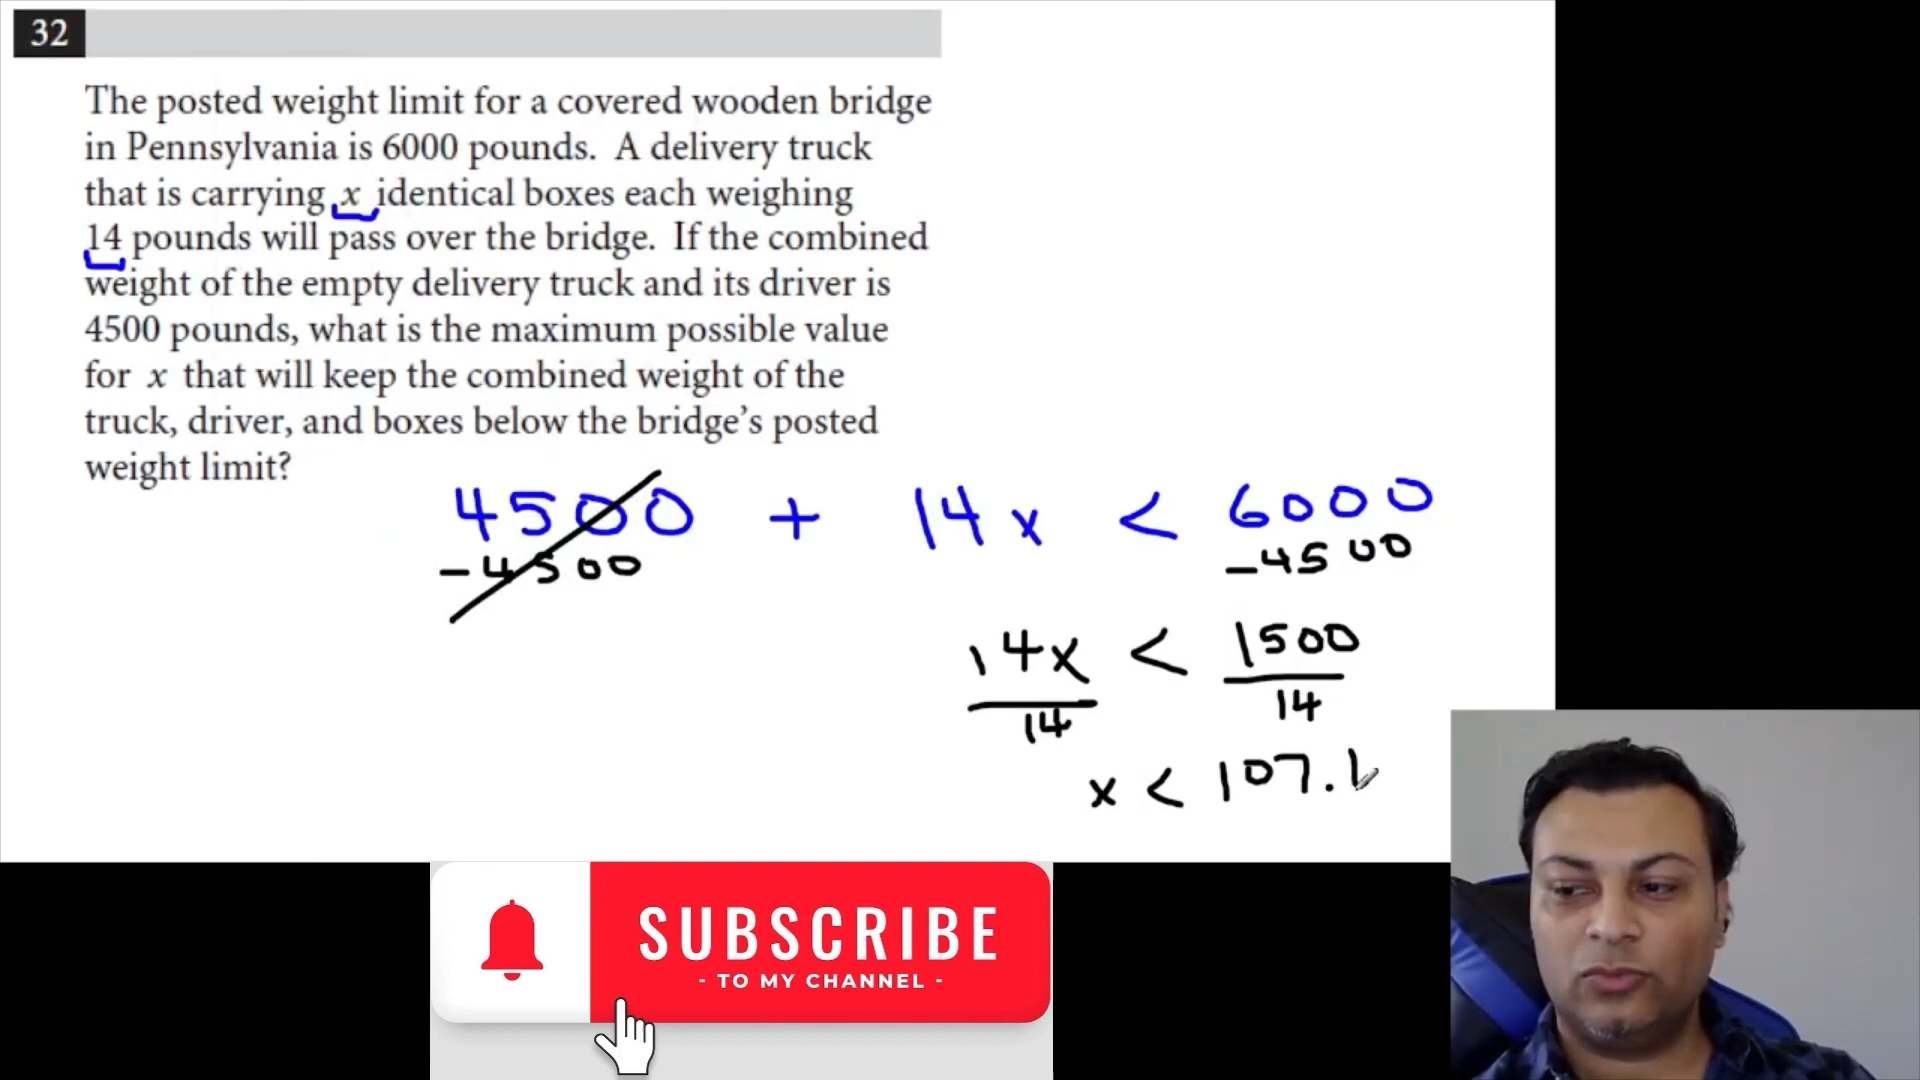 32
The posted weight limit for a covered wooden bridge
in Pennsylvania is 6000 pounds. A delivery truck
that is carrying x identical boxes each weighing
14 pounds will pass over the bridge. If the combined
weight of the empty delivery truck and its driver is
4500 pounds, what is the maximum possible value
for x that will keep the combined weight of the
truck, driver, and boxes below the bridge's posted
weight limit?
4500 + 14x < 6000
-4500 -4500
14x < 1500
14 14
x < 107.1
SUBSCRIBE
- TO MY CHANNEL -